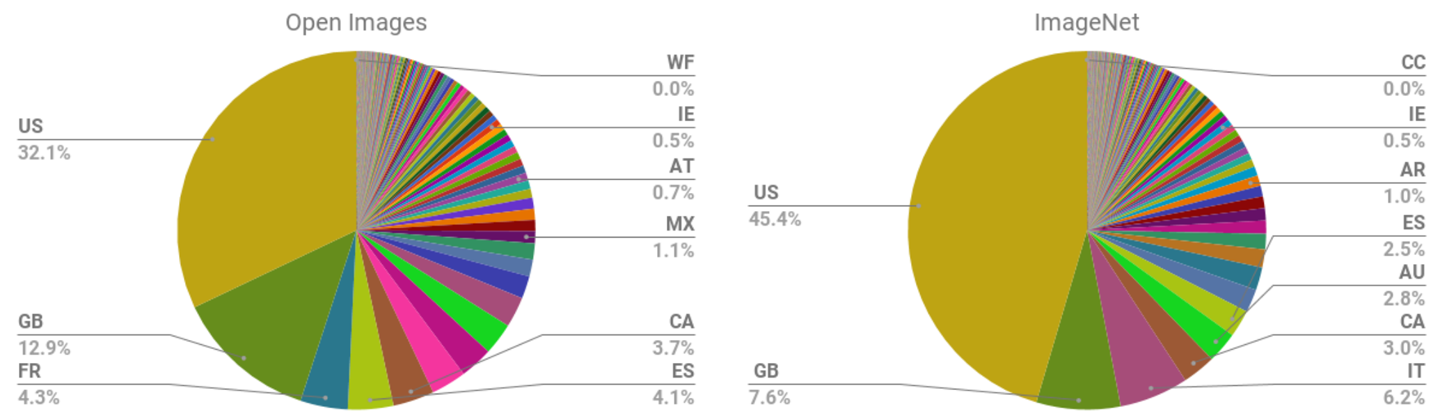 Open Images
US
32.1%
GB
12.9%
FR
4.3%
WF
0.0%
IE
0.5%
AT
0.7%
MX
1.1%
CA
3.7%
ES
4.1%
ImageNet
US
45.4%
GB
7.6%
CC
0.0%
IE
0.5%
AR
1.0%
ES
2.5%
AU
2.8%
CA
3.0%
IT
6.2%